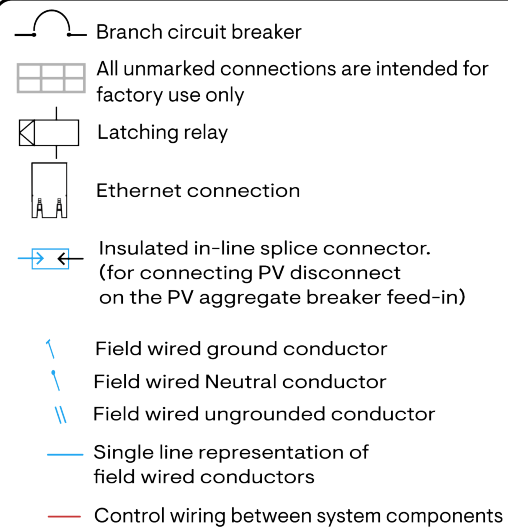 Branch circuit breaker
All unmarked connections are intended for
factory use only
Latching relay
Ethernet connection
Insulated in-line splice connector.
(for connecting PV disconnect
on the PV aggregate breaker feed-in)
Field wired ground conductor
Field wired Neutral conductor
Field wired ungrounded conductor
Single line representation of
field wired conductors
Control wiring between system components